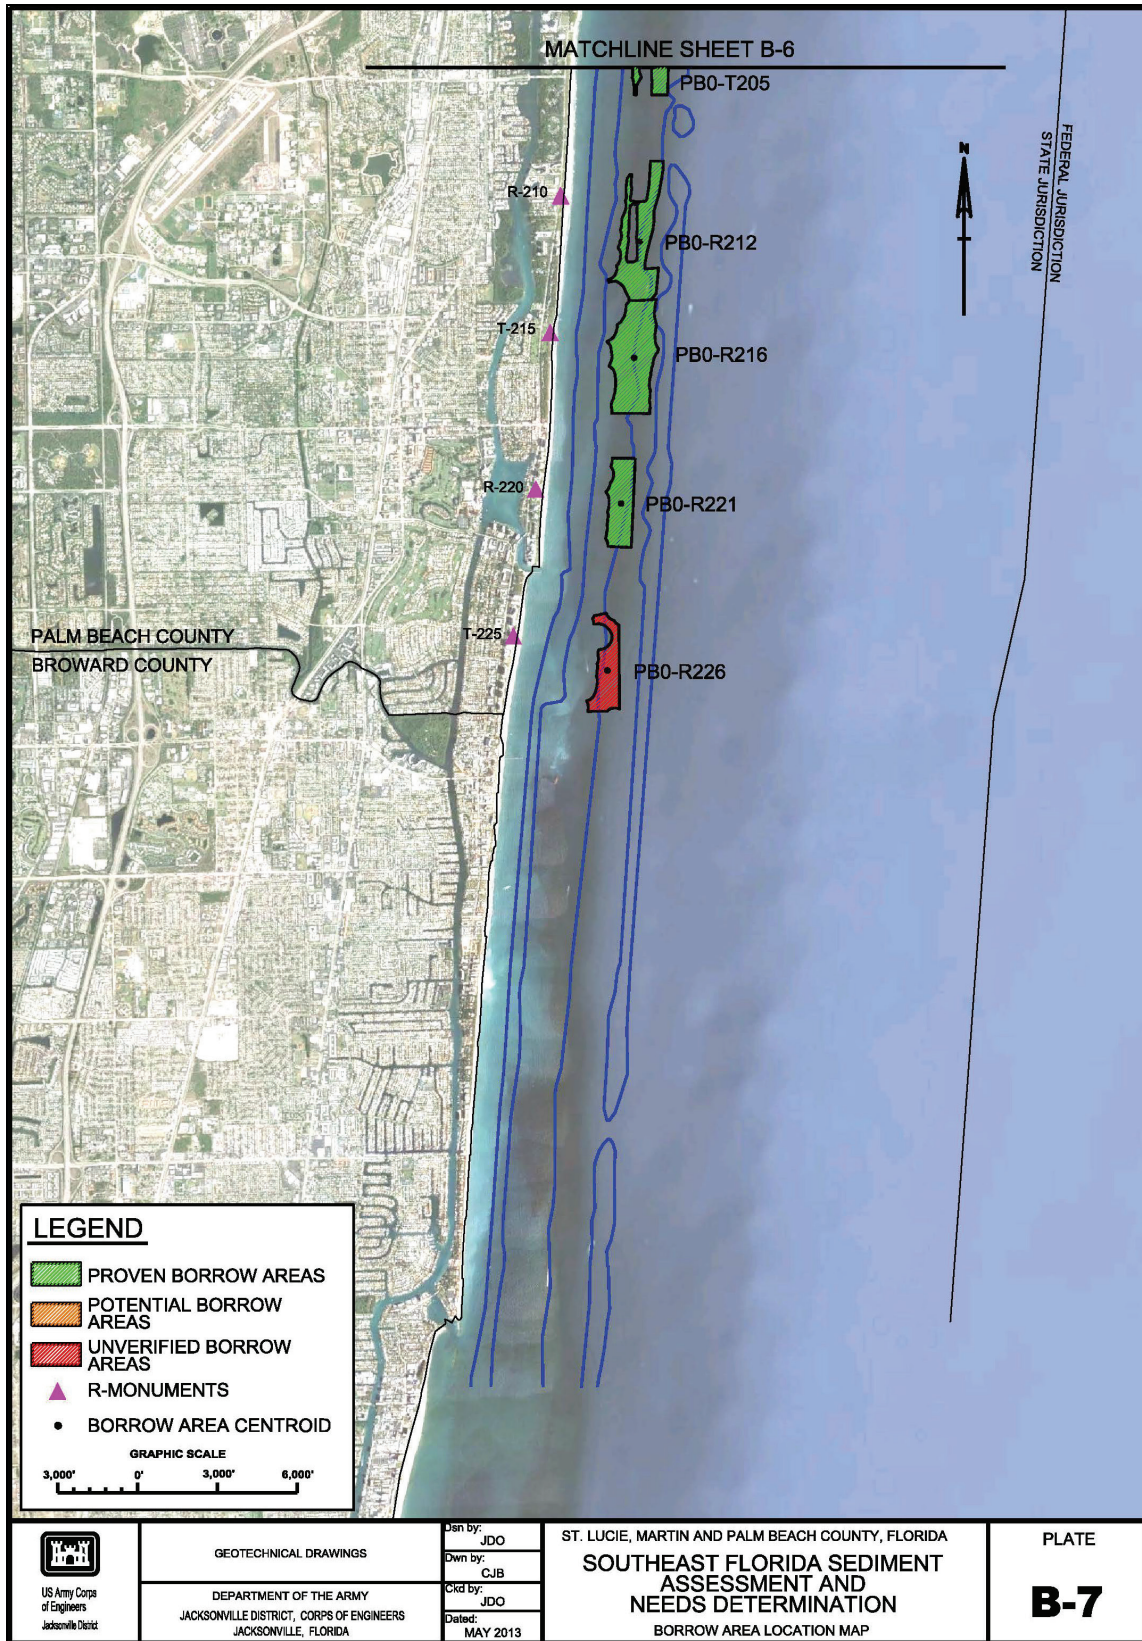 MATCHLINE SHEET B-6
PB0-T205
FEDERAL JURISDICTION
STATE JURISDICTION
N
R-210
PB0-R212
T-215
PB0-R216
R-220
PB0-R221
T-225
PALM BEACH COUNTY
BROWARD COUNTY
PB0-R226
LEGEND
PROVEN BORROW AREAS
POTENTIAL BORROW
AREAS
UNVERIFIED BORROW
AREAS
R-MONUMENTS
BORROW AREA CENTROID
GRAPHIC SCALE
3,000' 0' 3,000' 6,000'
US Army Corps
of Engineers
Jacksonville District
GEOTECHNICAL DRAWINGS
DEPARTMENT OF THE ARMY
JACKSONVILLE DISTRICT, CORPS OF ENGINEERS
JACKSONVILLE, FLORIDA
Dsn by:
JDO
Dwn by:
CJB
Ckd by:
JDO
Dated:
MAY 2013
ST. LUCIE, MARTIN AND PALM BEACH COUNTY, FLORIDA
SOUTHEAST FLORIDA SEDIMENT
ASSESSMENT AND
NEEDS DETERMINATION
BORROW AREA LOCATION MAP
PLATE
B-7